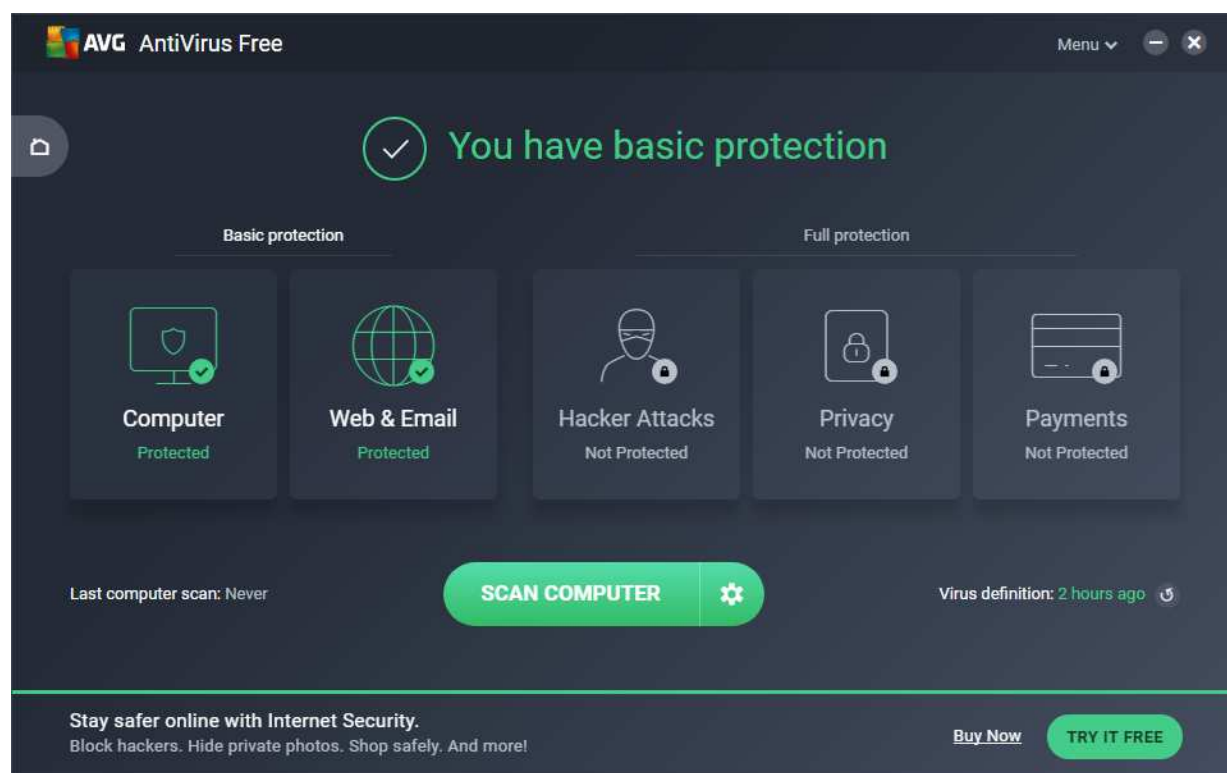 AVG AntiVirus Free
Menu
You have basic protection
Basic protection
Full protection
Computer
Protected
Web & Email
Protected
Hacker Attacks
Not Protected
Privacy
Not Protected
Payments
Not Protected
Last computer scan: Never
SCAN COMPUTER
Virus definition: 2 hours ago
Stay safer online with Internet Security.
Block hackers. Hide private photos. Shop safely. And more!
Buy Now
TRY IT FREE